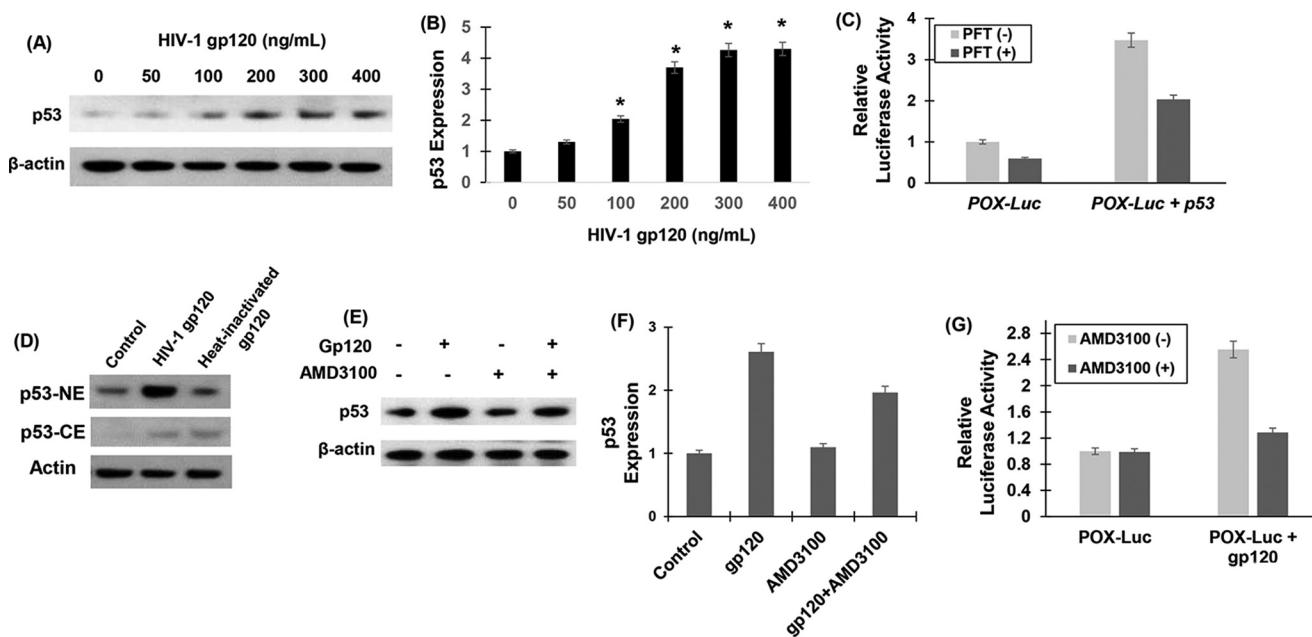 (A)
HIV-1 gp120 (ng/mL)
0 50 100 200 300 400
p53
β-actin
(B)
p53 Expression
5
4
3
2
1
0
* * * *
0 50 100 200 300 400
HIV-1 gp120 (ng/mL)
(C)
Relative
Luciferase Activity
4
3
2
1
0
PFT (-)
PFT (+)
POX-Luc POX-Luc + p53
(D)
Control
HIV-1 gp120
Heat-inactivated
gp120
p53-NE
p53-CE
Actin
(E)
Gp120 - + - +
AMD3100 - - + +
p53
β-actin
(F)
p53
Expression
3
2
1
0
Control
gp120
AMD3100
gp120+AMD3100
(G)
Relative
Luciferase Activity
2.8
2.4
2
1.6
1.2
0.8
0.4
0
AMD3100 (-)
AMD3100 (+)
POX-Luc POX-Luc +
gp120